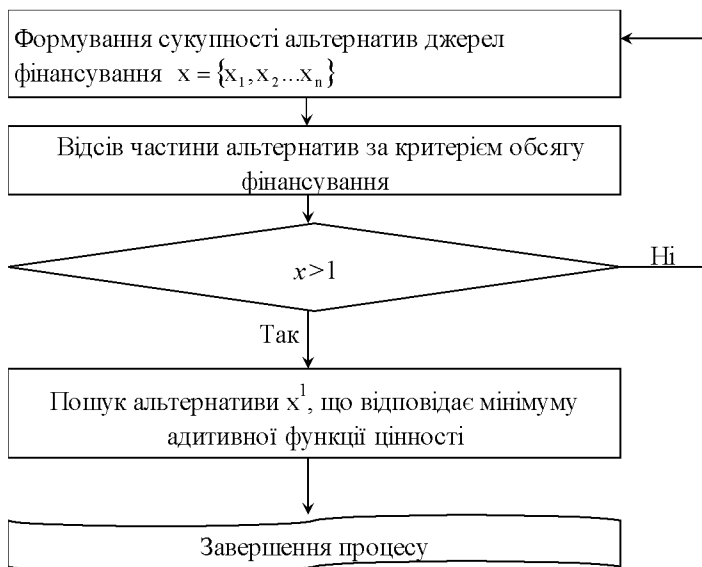 Формування сукупності альтернатив джерел
фінансування x = {x₁,x₂...xₙ}
Відсів частини альтернатив за критерієм обсягу
фінансування
x>1
Ні
Так
Пошук альтернативи x¹, що відповідає мінімуму
адитивної функції цінності
Завершення процесу